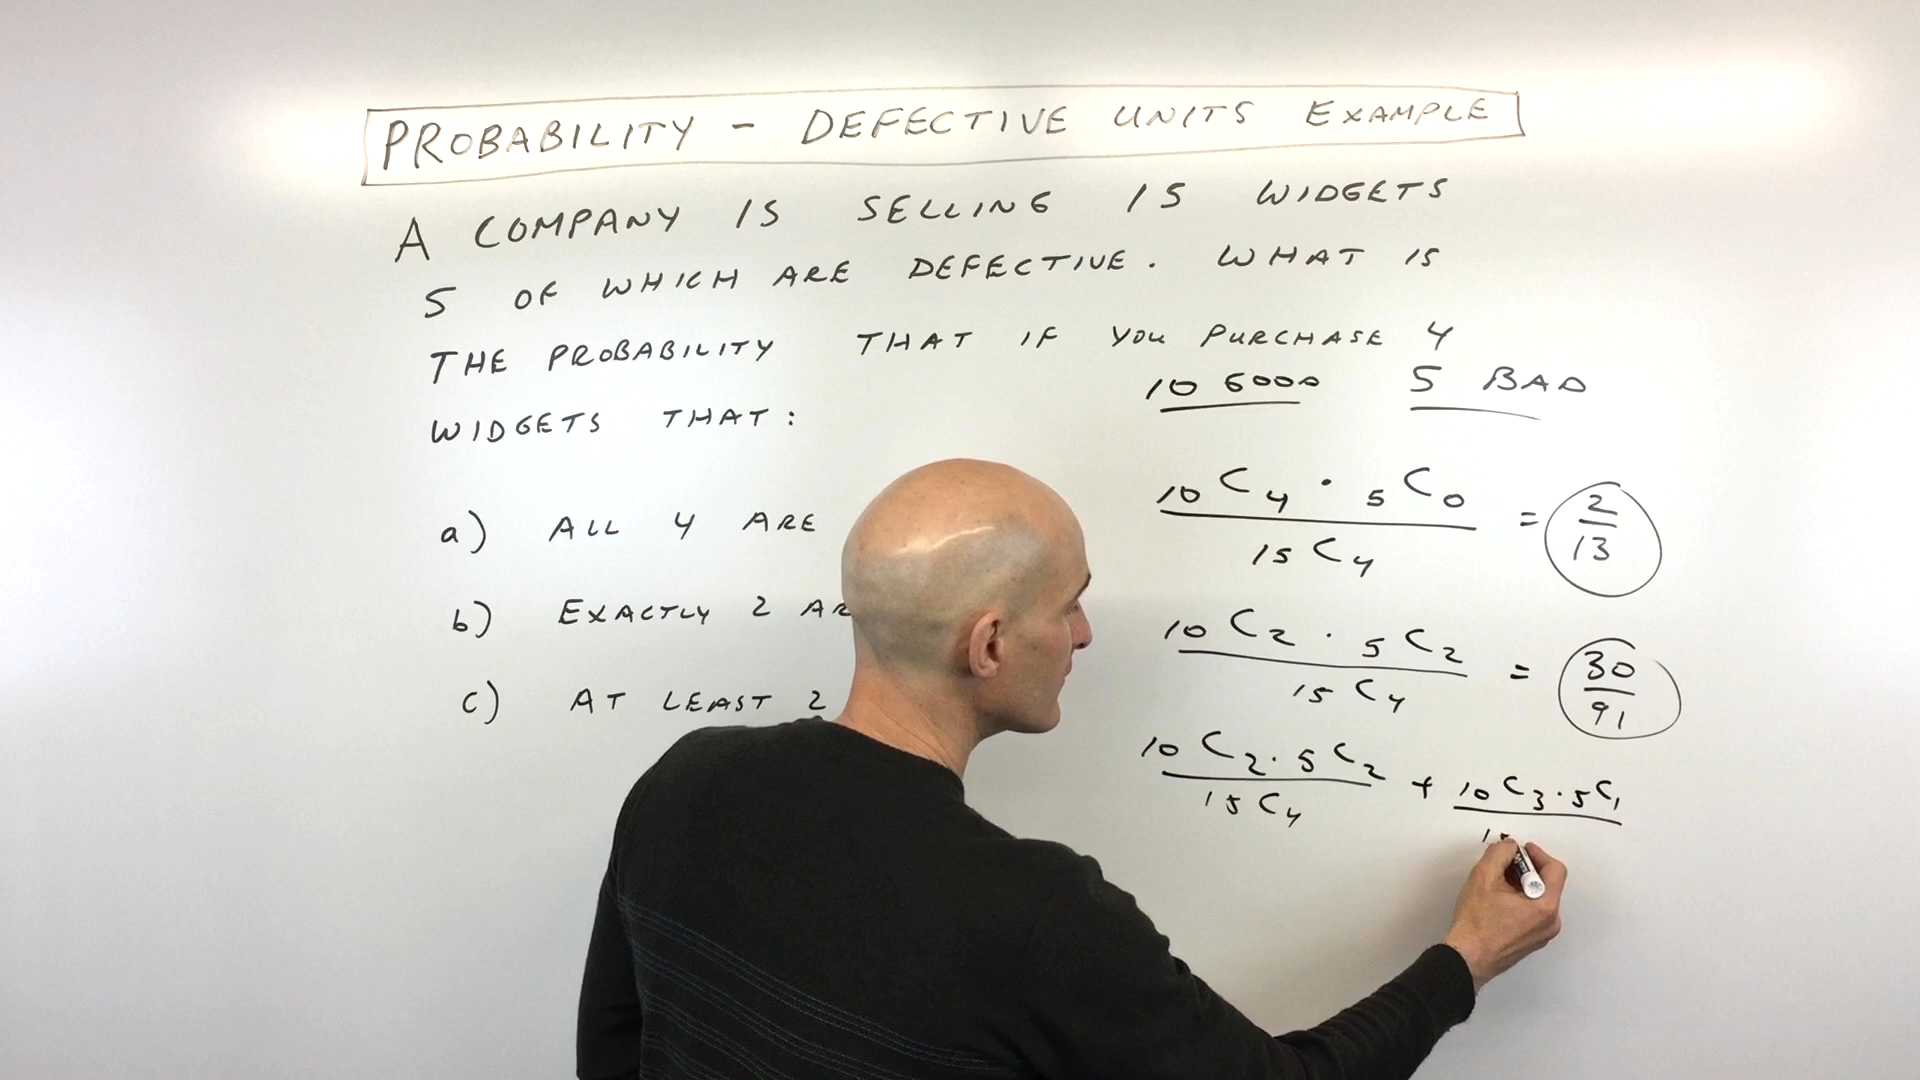 PROBABILITY - DEFECTIVE UNITS EXAMPLE
A COMPANY IS SELLING 15 WIDGETS
5 OF WHICH ARE DEFECTIVE. WHAT IS
THE PROBABILITY THAT IF YOU PURCHASE 4
WIDGETS THAT:
10 GOOD 5 BAD
a) ALL 4 ARE
10C4 · 5C0
15C4
= 2/13
b) EXACTLY 2
10C2 · 5C2
15C4
= 30/91
c) AT LEAST 2
10C2 · 5C2 + 10C3 · 5C1
15C4